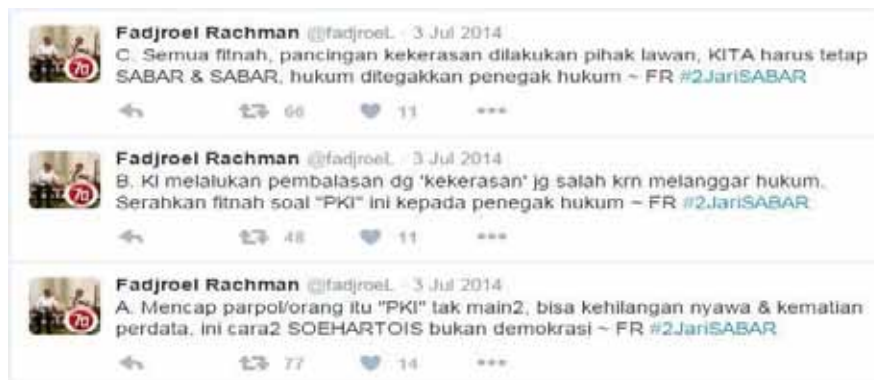 Fadjroel Rachman @fadjroeL · 3 Jul 2014
C. Semua fitnah, pancingan kekerasan dilakukan pihak lawan, KITA harus tetap
SABAR & SABAR, hukum ditegakkan penegak hukum ~ FR #2JariSABAR
66 11
Fadjroel Rachman @fadjroeL · 3 Jul 2014
B. KI melalukan pembalasan dg 'kekerasan' jg salah krn melanggar hukum.
Serahkan fitnah soal "PKI" ini kepada penegak hukum ~ FR #2JariSABAR
48 11
Fadjroel Rachman @fadjroeL · 3 Jul 2014
A. Mencap parpol/orang itu "PKI" tak main2, bisa kehilangan nyawa & kematian
perdata, ini cara2 SOEHARTOIS bukan demokrasi ~ FR #2JariSABAR
77 14